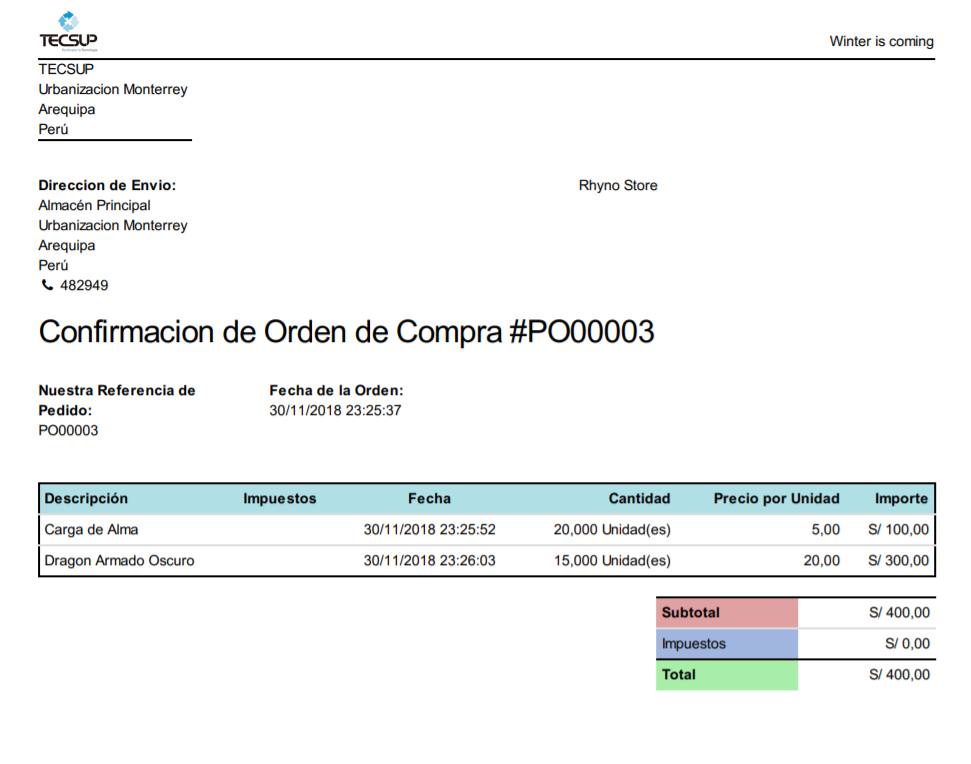 TECSUP
Winter is coming
TECSUP
Urbanizacion Monterrey
Arequipa
Perú
Direccion de Envio:
Rhyno Store
Almacén Principal
Urbanizacion Monterrey
Arequipa
Perú
482949
Confirmacion de Orden de Compra #PO00003
Nuestra Referencia de Pedido:
PO00003
Fecha de la Orden:
30/11/2018 23:25:37
Descripción Impuestos Fecha Cantidad Precio por Unidad Importe
Carga de Alma 30/11/2018 23:25:52 20,000 Unidad(es) 5,00 S/ 100,00
Dragon Armado Oscuro 30/11/2018 23:26:03 15,000 Unidad(es) 20,00 S/ 300,00
Subtotal S/ 400,00
Impuestos S/ 0,00
Total S/ 400,00